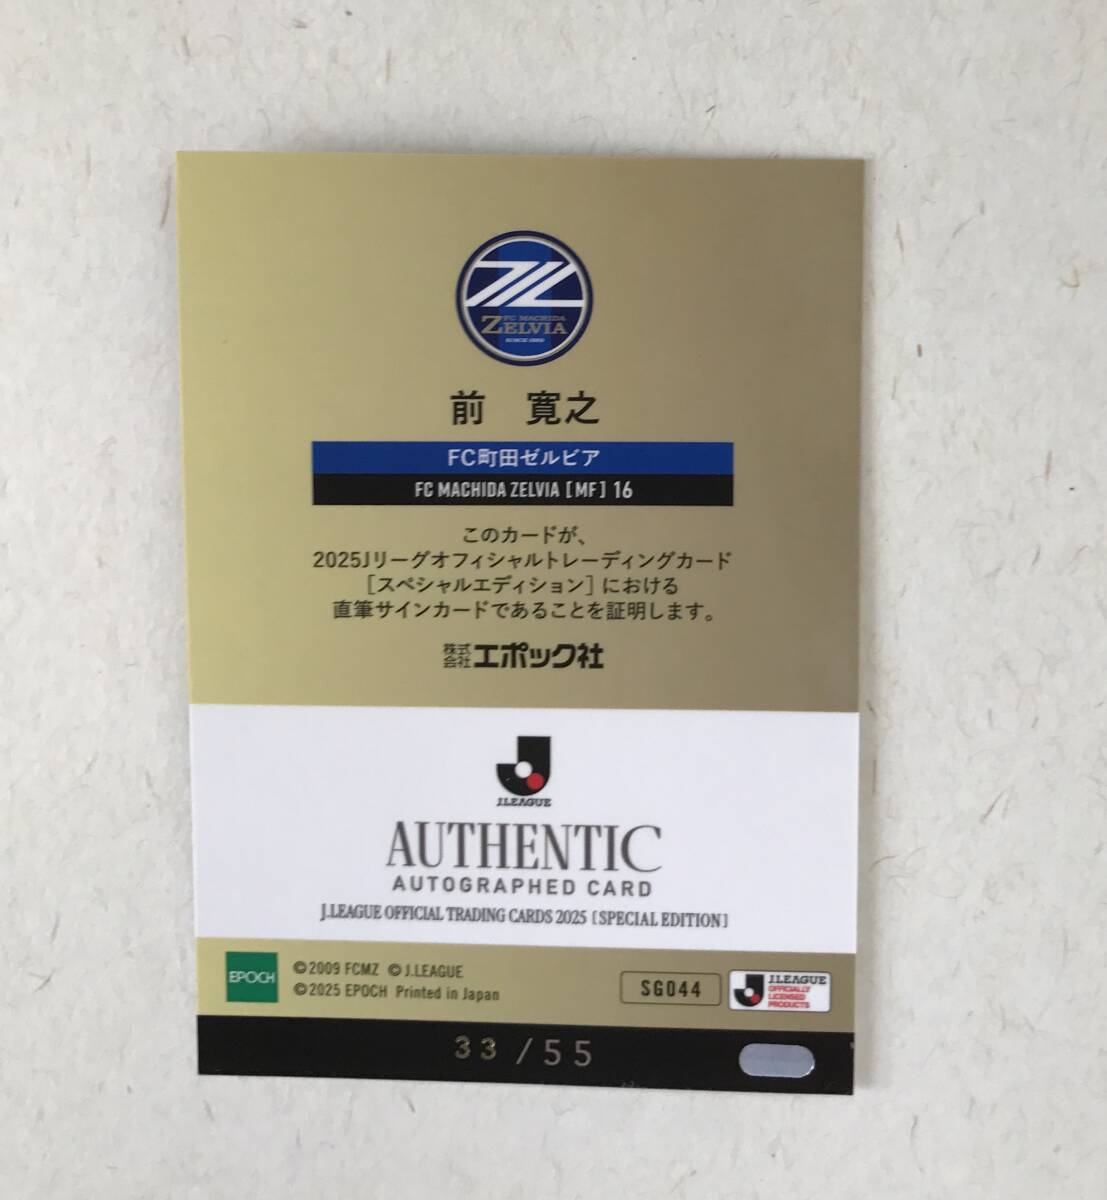 FC MACHIDA
ZELVIA
SINCE 1989
前 寛之
FC町田ゼルビア
FC MACHIDA ZELVIA [MF] 16
このカードが、
2025Jリーグオフィシャルトレーディングカード
[スペシャルエディション] における
直筆サインカードであることを証明します。
株式会社エポック社
J.LEAGUE
AUTHENTIC
AUTOGRAPHED CARD
J.LEAGUE OFFICIAL TRADING CARDS 2025 [SPECIAL EDITION]
EPOCH
©2009 FCMZ ©J.LEAGUE
©2025 EPOCH Printed in Japan
SG044
J.LEAGUE
OFFICIALLY
LICENSED
PRODUCTS
33/55